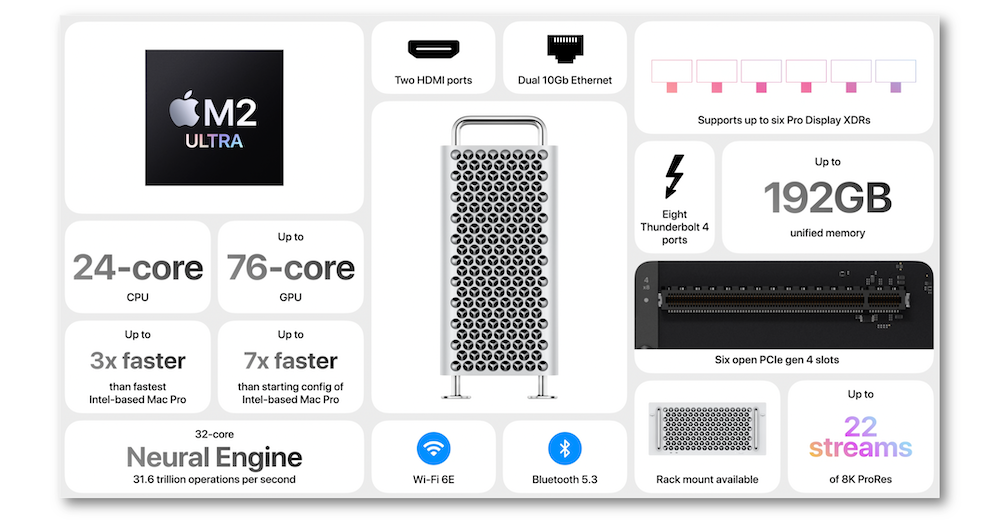 M2
ULTRA
Two HDMI ports
Dual 10Gb Ethernet
Supports up to six Pro Display XDRs
Eight
Thunderbolt 4
ports
Up to
192GB
unified memory
24-core
CPU
Up to
76-core
GPU
4
x8
Six open PCIe gen 4 slots
Up to
3x faster
than fastest
Intel-based Mac Pro
Up to
7x faster
than starting config of
Intel-based Mac Pro
32-core
Neural Engine
31.6 trillion operations per second
Wi-Fi 6E
Bluetooth 5.3
Rack mount available
Up to
22
streams
of 8K ProRes